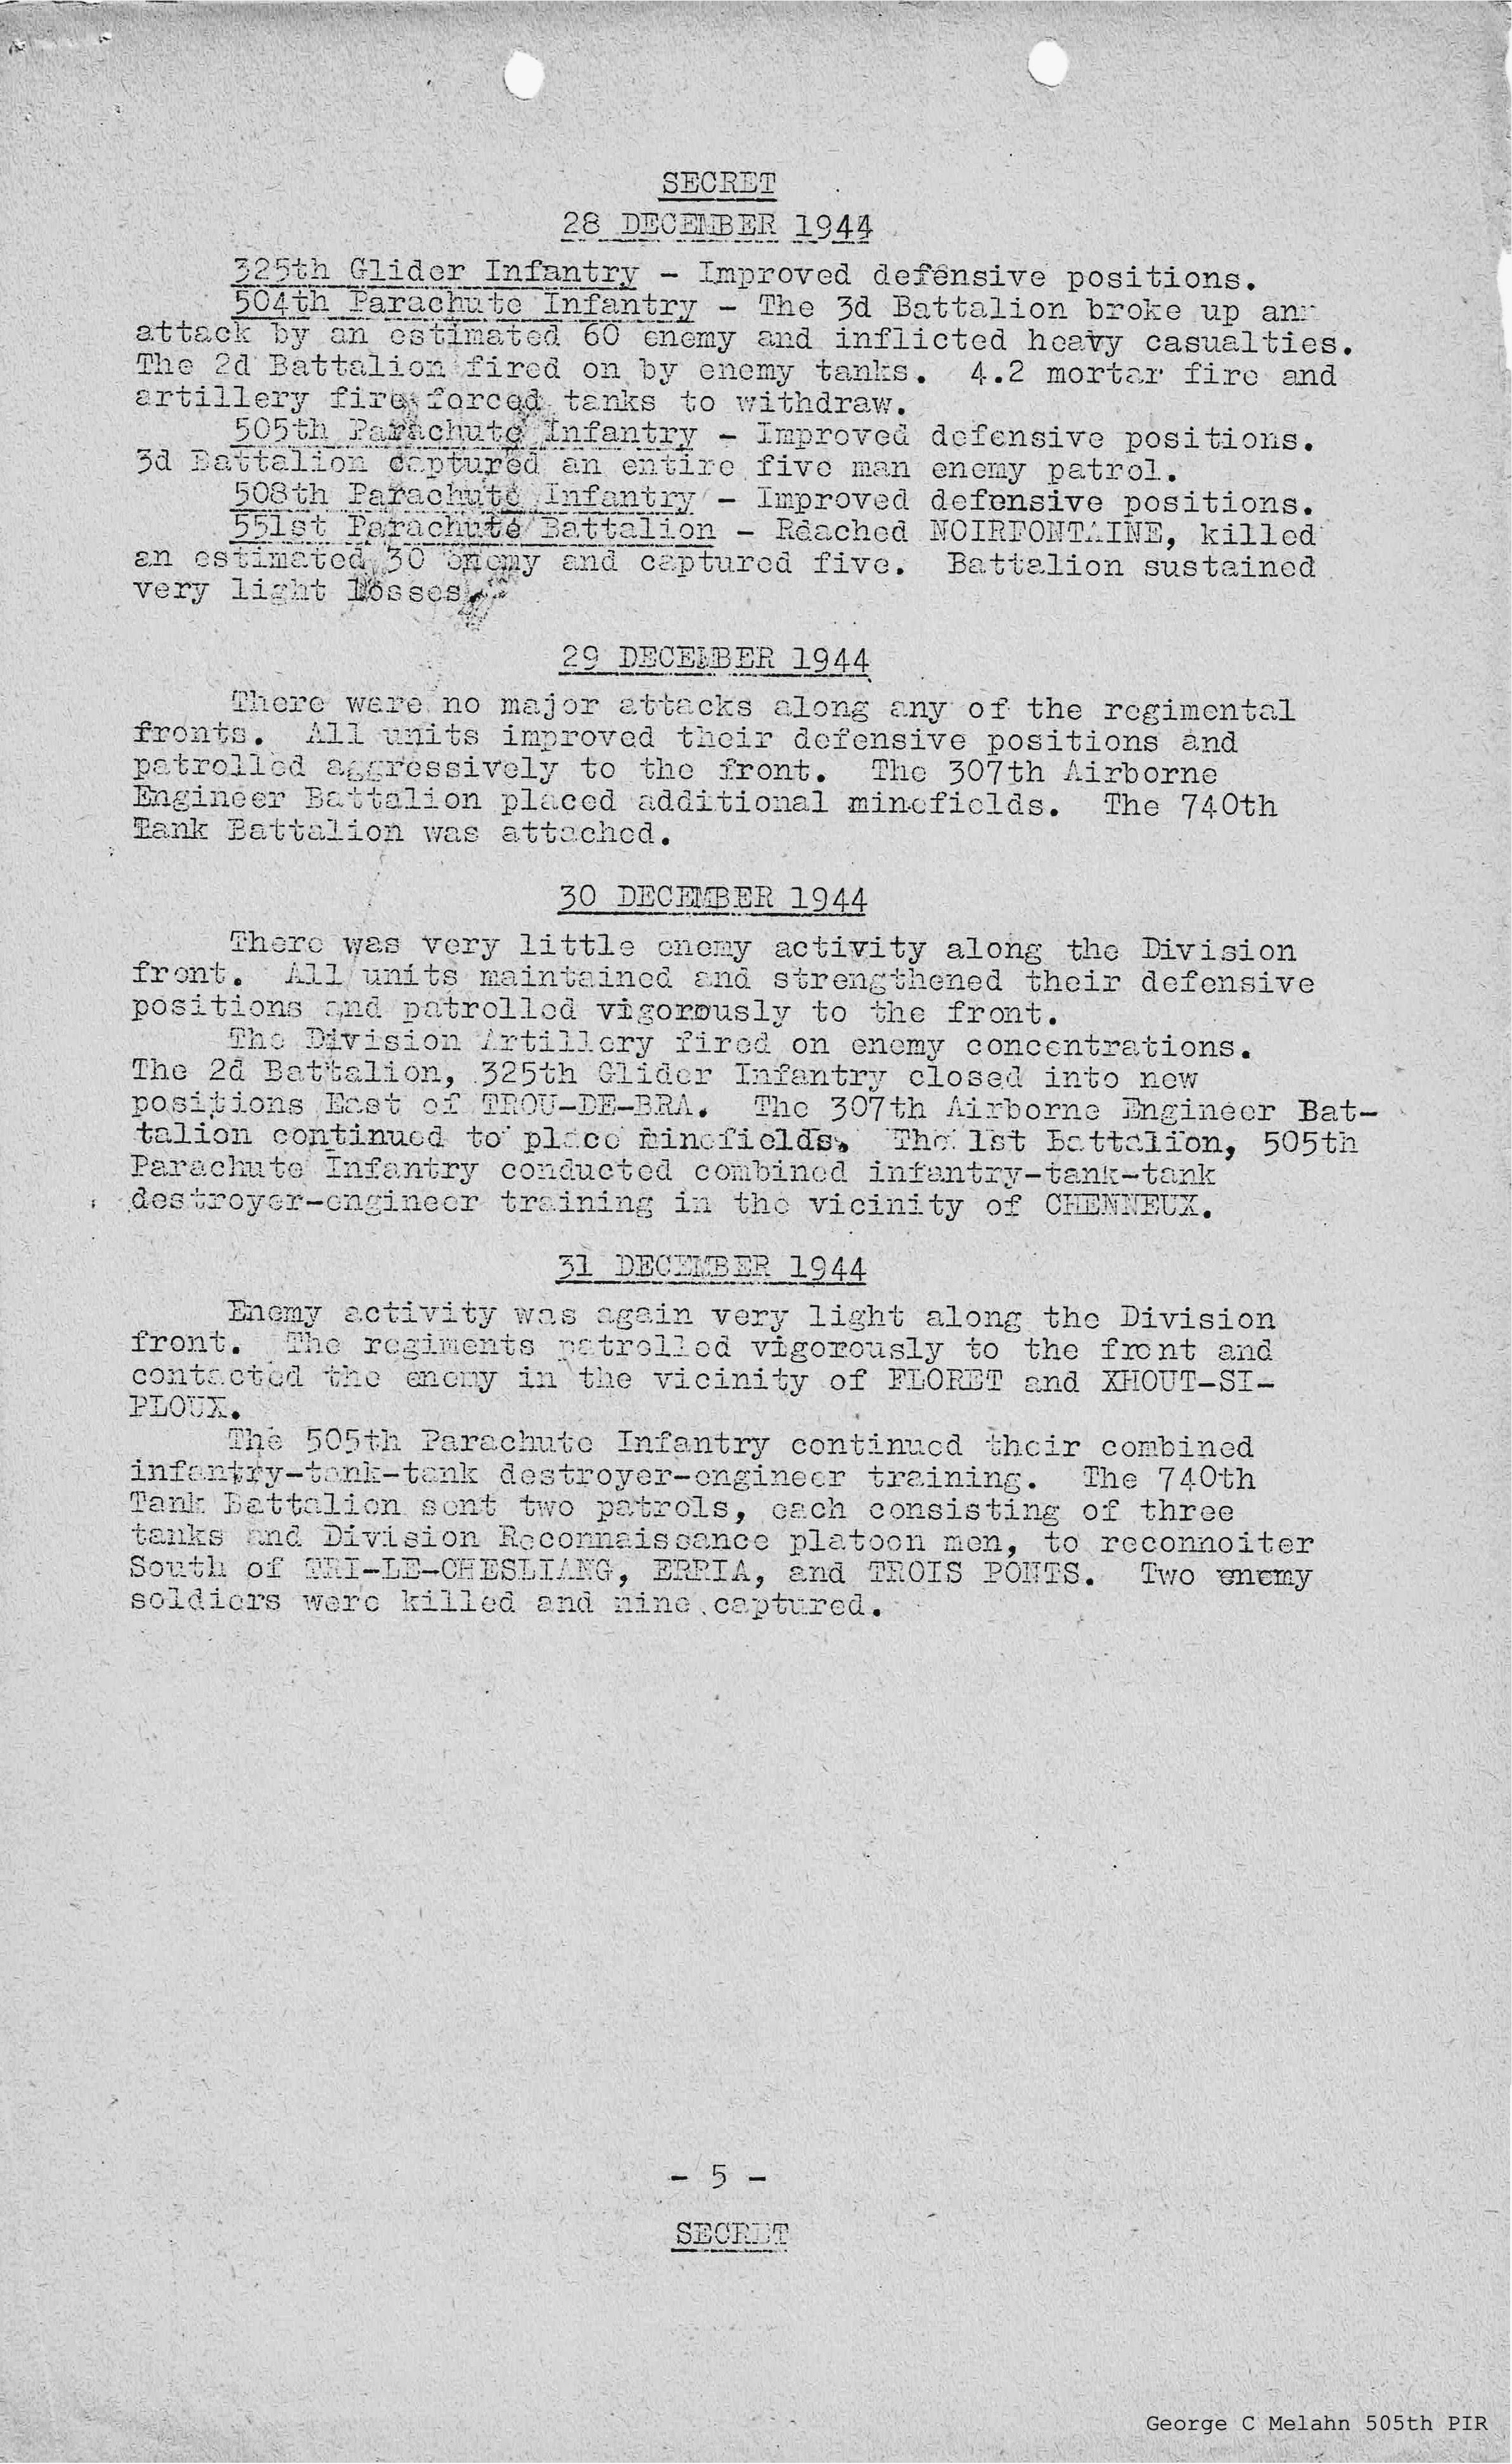 SECRET
28 DECEMBER 1944
325th Glider Infantry - Improved defensive positions.
504th Parachute Infantry - The 3d Battalion broke up an
attack by an estimated 60 enemy and inflicted heavy casualties.
The 2d Battalion fired on by enemy tanks. 4.2 mortar fire and
artillery fire forced tanks to withdraw.
505th Parachute Infantry - Improved defensive positions.
3d Battalion captured an entire five man enemy patrol.
508th Parachute Infantry - Improved defensive positions.
551st Parachute Battalion - Reached NOIRFONTAINE, killed
an estimated 30 enemy and captured five. Battalion sustained
very light losses.
29 DECEMBER 1944
There were no major attacks along any of the regimental
fronts. All units improved their defensive positions and
patrolled aggressively to the front. The 307th Airborne
Engineer Battalion placed additional minefields. The 740th
Tank Battalion was attached.
30 DECEMBER 1944
There was very little enemy activity along the Division
front. All units maintained and strengthened their defensive
positions and patrolled vigorously to the front.
The Division Artillery fired on enemy concentrations.
The 2d Battalion, 325th Glider Infantry closed into new
positions East of TROU-DE-BRA. The 307th Airborne Engineer Bat-
talion continued to place minefields. The 1st Battalion, 505th
Parachute Infantry conducted combined infantry-tank-tank
destroyer-engineer training in the vicinity of CHENNEUX.
31 DECEMBER 1944
Enemy activity was again very light along the Division
front. The regiments patrolled vigorously to the front and
contacted the enemy in the vicinity of FLORET and XHOUT-SI-
PLOUX.
The 505th Parachute Infantry continued their combined
infantry-tank-tank destroyer-engineer training. The 740th
Tank Battalion sent two patrols, each consisting of three
tanks and Division Reconnaissance platoon men, to reconnoiter
South of TRI-LE-CHESLIANG, ERRIA, and TROIS PONTS. Two enemy
soldiers were killed and nine captured.
- 5 -
SECRET
George C Melahn 505th PIR